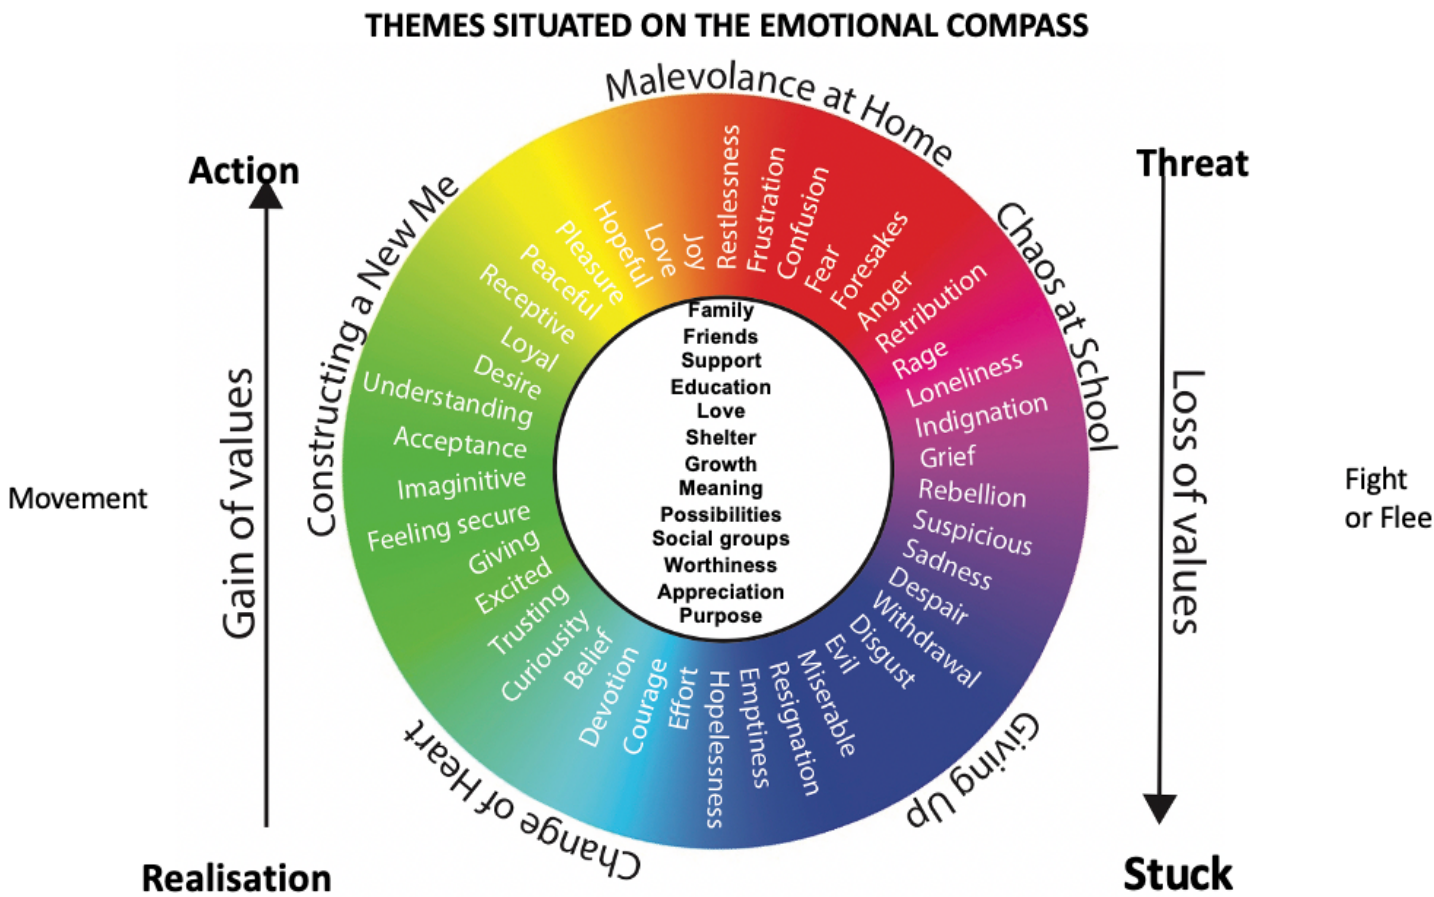 THEMES SITUATED ON THE EMOTIONAL COMPASS
Malevolance at Home
Chaos at School
Giving Up
Change of Heart
Constructing a New Me
Action
Gain of values
Realisation
Movement
Threat
Loss of values
Stuck
Fight
or Flee
Restlessness
Frustration
Confusion
Fear
Foresakes
Anger
Retribution
Rage
Loneliness
Indignation
Grief
Rebellion
Suspicious
Sadness
Despair
Withdrawal
Disgust
Evil
Miserable
Resignation
Emptiness
Hopelessness
Effort
Courage
Devotion
Belief
Curiousity
Trusting
Excited
Giving
Feeling secure
Imaginitive
Acceptance
Understanding
Desire
Loyal
Receptive
Peaceful
Pleasure
Hopeful
Love
Joy
Family
Friends
Support
Education
Love
Shelter
Growth
Meaning
Possibilities
Social groups
Worthiness
Appreciation
Purpose